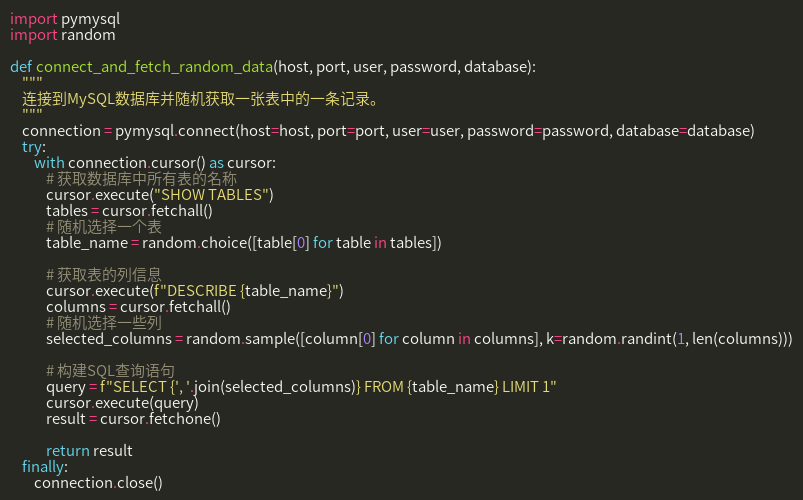 import pymysql
import random
def connect_and_fetch_random_data(host, port, user, password, database):
"""
连接到MySQL数据库并随机获取一张表中的一条记录。
"""
connection = pymysql.connect(host=host, port=port, user=user, password=password, database=database)
try:
with connection.cursor() as cursor:
# 获取数据库中所有表的名称
cursor.execute("SHOW TABLES")
tables = cursor.fetchall()
# 随机选择一个表
table_name = random.choice([table[0] for table in tables])
# 获取表的列信息
cursor.execute(f"DESCRIBE {table_name}")
columns = cursor.fetchall()
# 随机选择一些列
selected_columns = random.sample([column[0] for column in columns], k=random.randint(1, len(columns)))
# 构建SQL查询语句
query = f"SELECT {', '.join(selected_columns)} FROM {table_name} LIMIT 1"
cursor.execute(query)
result = cursor.fetchone()
return result
finally:
connection.close()